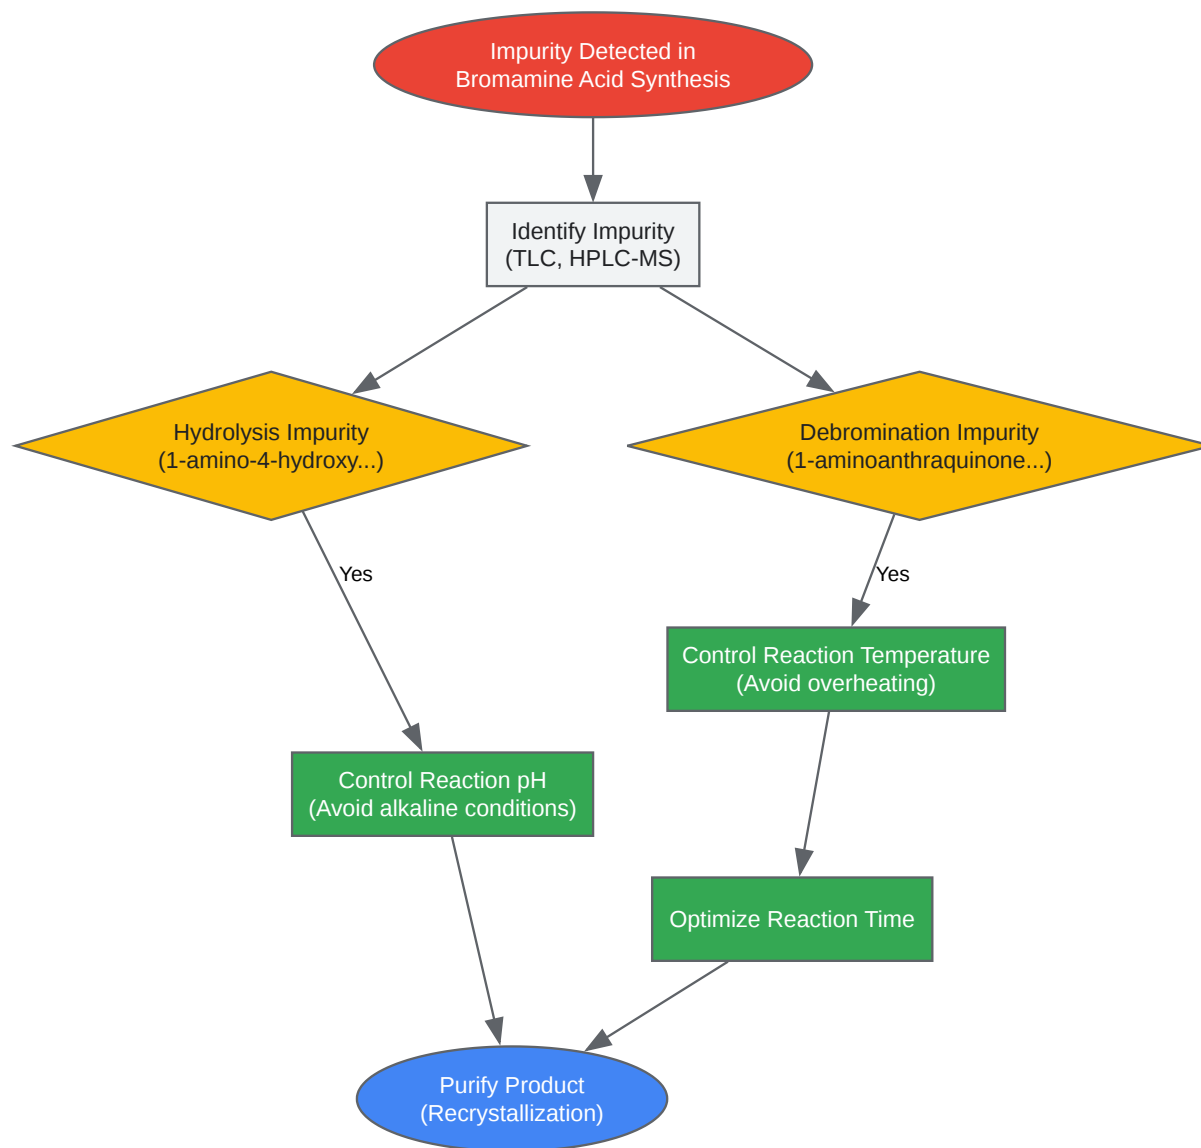 Impurity Detected in
Bromamine Acid Synthesis
Identify Impurity
(TLC, HPLC-MS)
Hydrolysis Impurity
(1-amino-4-hydroxy...)
Debromination Impurity
(1-aminoanthraquinone...)
Yes
Yes
Control Reaction Temperature
(Avoid overheating)
Control Reaction pH
(Avoid alkaline conditions)
Optimize Reaction Time
Purify Product
(Recrystallization)